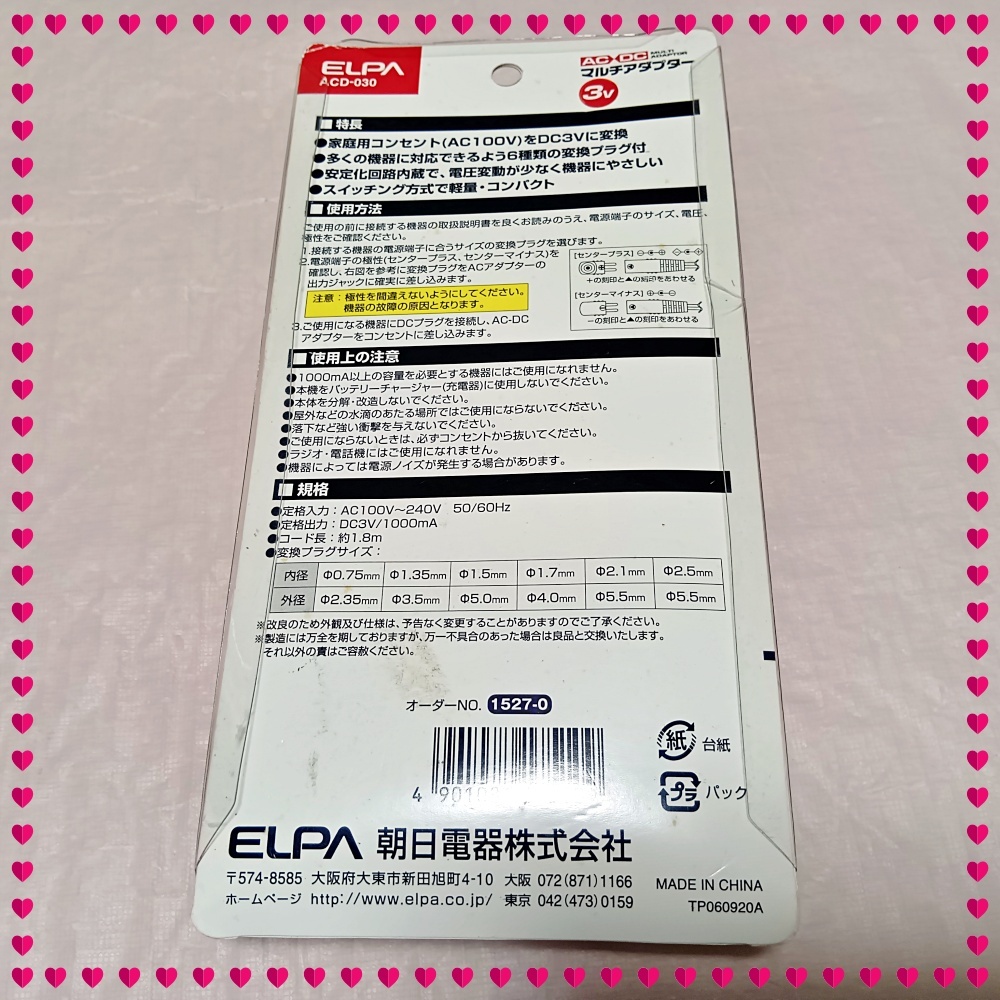 ELPA
ACD-030
AC-DC MULTI ADAPTOR
マルチアダプター
3V
■特長
●家庭用コンセント(AC100V)をDC3Vに変換
●多くの機器に対応できるよう6種類の変換プラグ付
●安定化回路内蔵で、電圧変動が少なく機器にやさしい
●スイッチング方式で軽量・コンパクト
■使用方法
ご使用の前に接続する機器の取扱説明書を良くお読みのうえ、電源端子のサイズ、電圧、
極性をご確認ください。
1.接続する機器の電源端子に合うサイズの変換プラグを選びます。
2.電源端子の極性(センタープラス、センターマイナス)を
確認し、右図を参考に変換プラグをACアダプターの
出力ジャックに確実に差し込みます。
注意：極性を間違えないようにしてください。
機器の故障の原因となります。
[センタープラス]
+の刻印と▲の刻印をあわせる
[センターマイナス]
－の刻印と▲の刻印をあわせる
3.ご使用になる機器にDCプラグを接続し、AC-DC
アダプターをコンセントに差し込みます。
■使用上の注意
●1000mA以上の容量を必要とする機器にはご使用になれません。
●本機をバッテリーチャージャー(充電器)に使用しないでください。
●本体を分解・改造しないでください。
●屋外などの水滴のあたる場所ではご使用にならないでください。
●落下など強い衝撃を与えないでください。
●ご使用にならないときは、必ずコンセントから抜いてください。
●ラジオ・電話機にはご使用になれません。
●機器によっては電源ノイズが発生する場合があります。
■規格
●定格入力：AC100V～240V 50/60Hz
●定格出力：DC3V/1000mA
●コード長：約1.8m
●変換プラグサイズ：
内径 Φ0.75mm Φ1.35mm Φ1.5mm Φ1.7mm Φ2.1mm Φ2.5mm
外径 Φ2.35mm Φ3.5mm Φ5.0mm Φ4.0mm Φ5.5mm Φ5.5mm
※改良のため外観及び仕様は、予告なく変更することがありますのでご了承ください。
※製造には万全を期しておりますが、万一不具合のあった場合は良品と交換いたします。
それ以外の責はご容赦ください。
オーダーNO. 1527-0
紙 台紙
プラ パック
ELPA 朝日電器株式会社
〒574-8585 大阪府大東市新田旭町4-10 大阪 072(871)1166
ホームページ http://www.elpa.co.jp/ 東京 042(473)0159
MADE IN CHINA
TP060920A